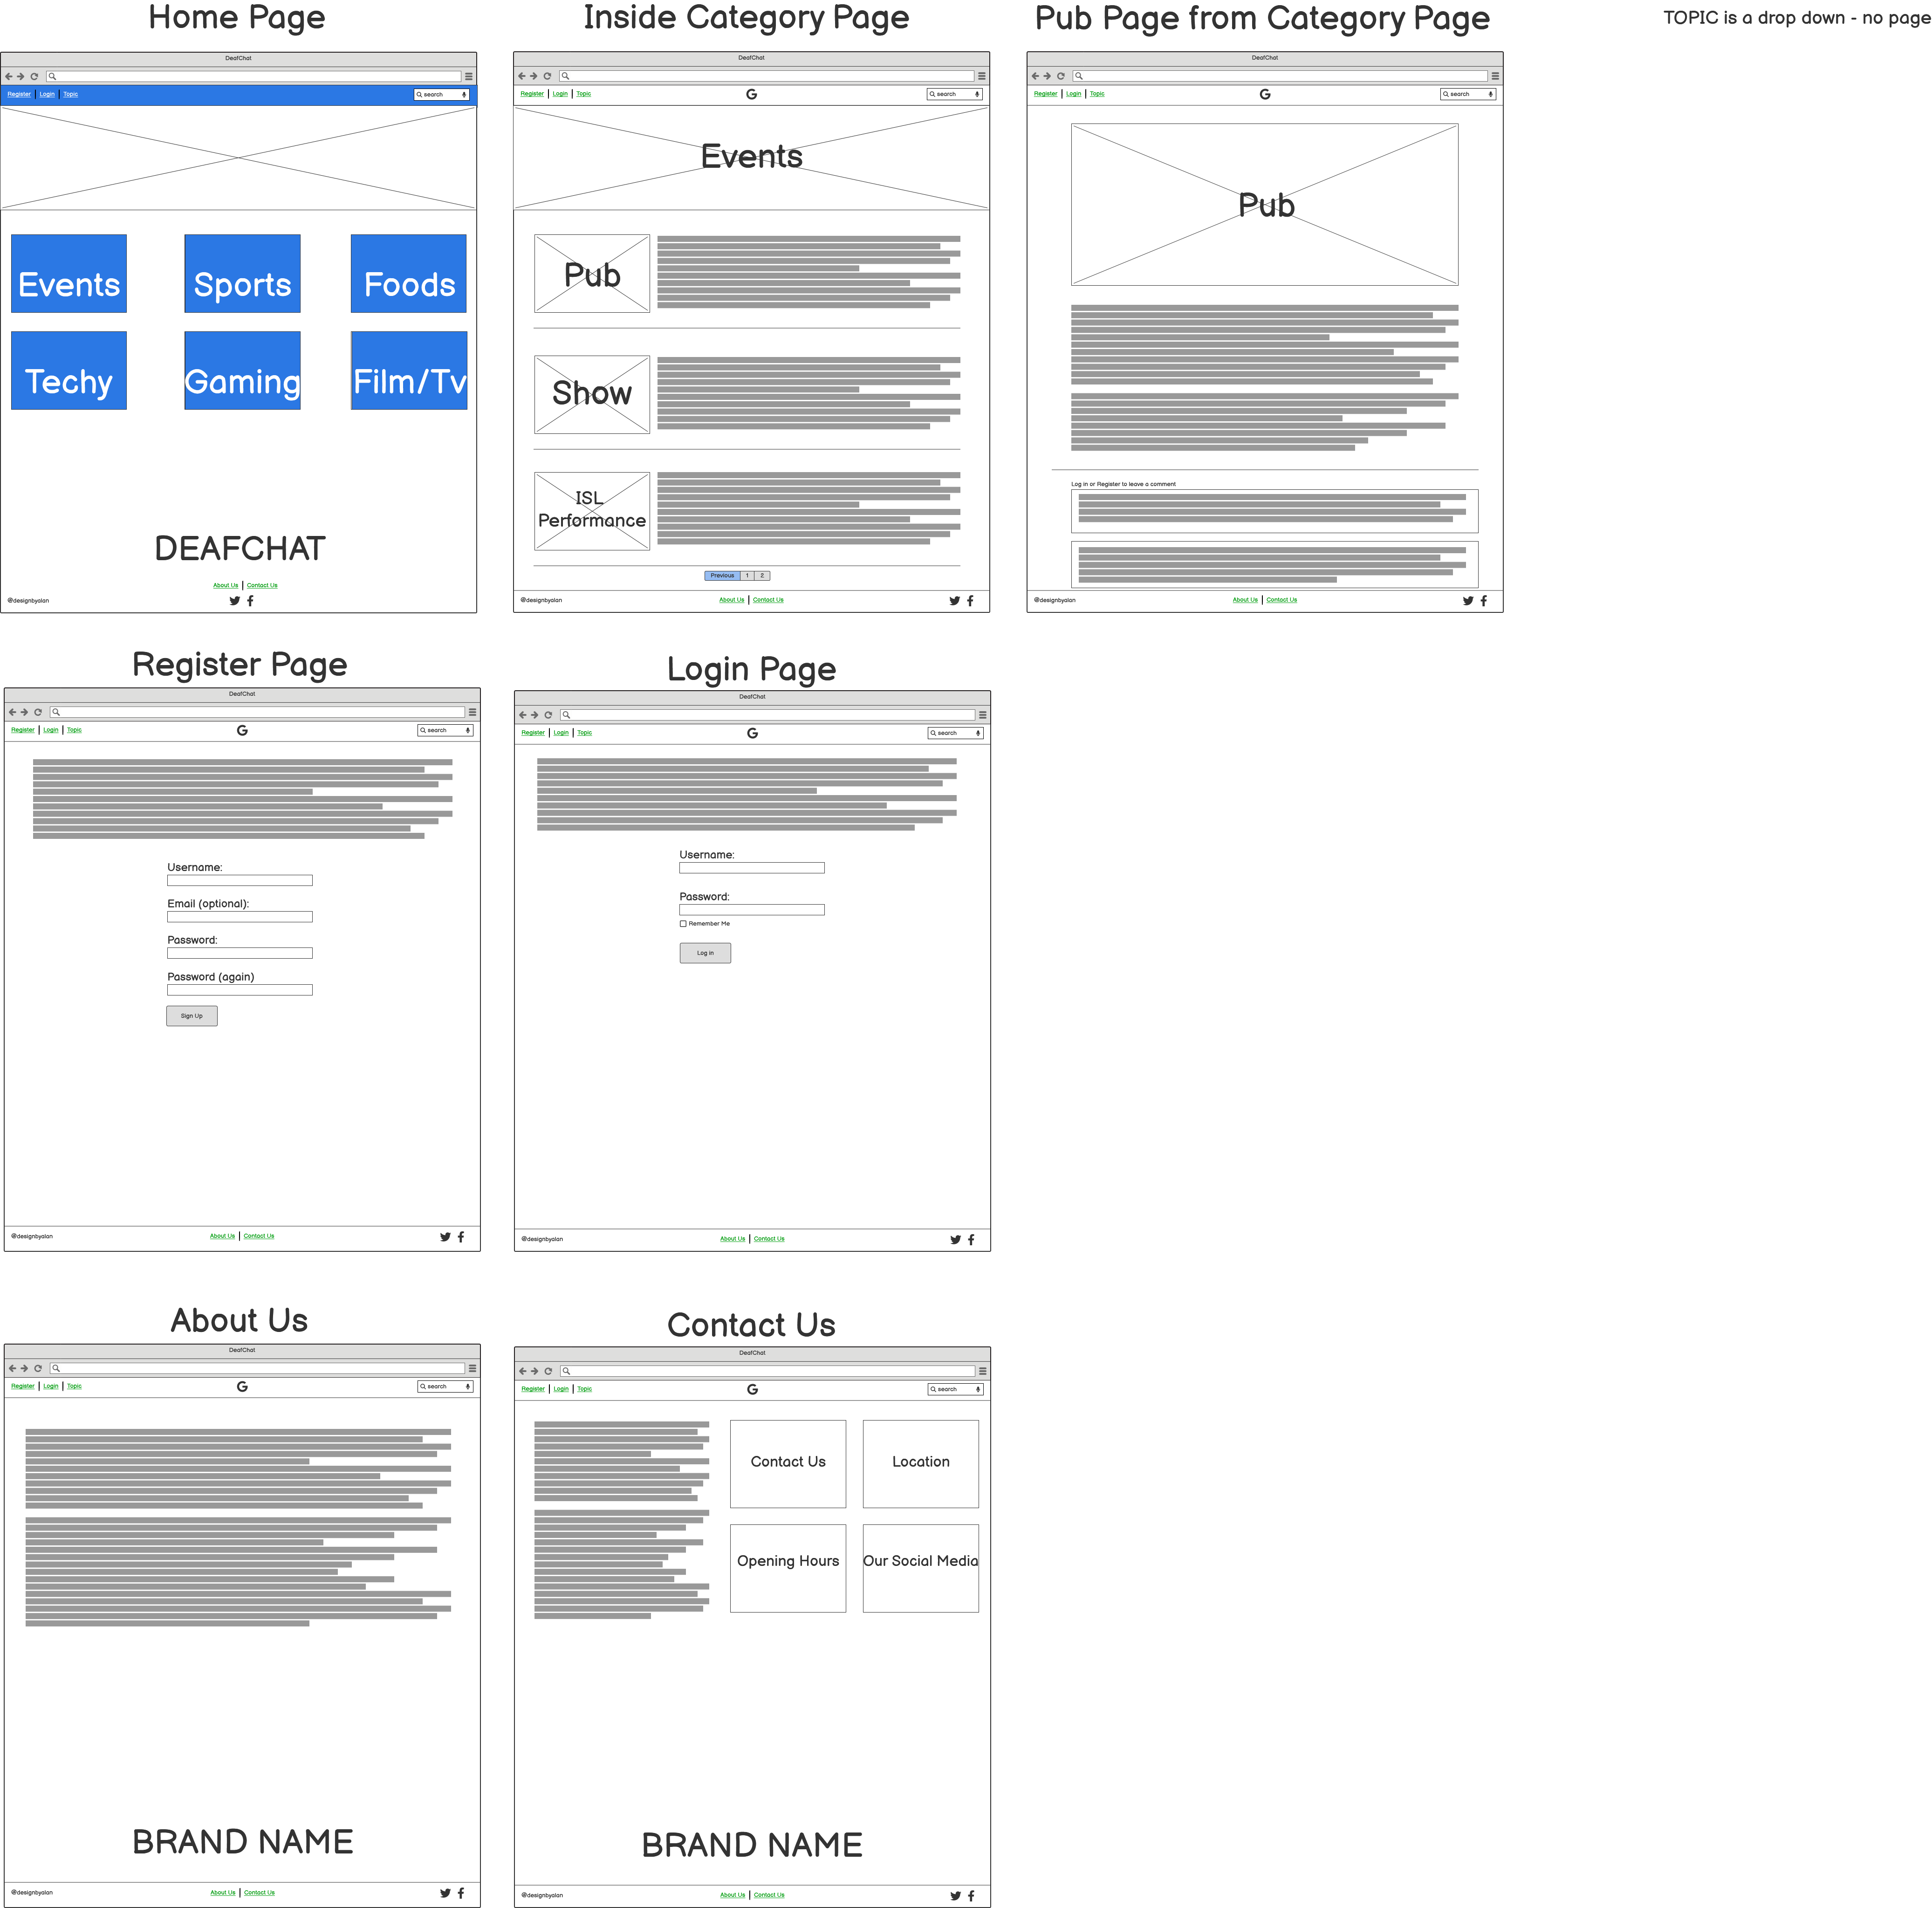 Home Page
Inside Category Page
Pub Page from Category Page
TOPIC is a drop down - no page
DeafChat
Register Login Topic
search
Events Sports Foods
Techy Gaming Film/Tv
DEAFCHAT
About Us Contact Us
@designbyalan
DeafChat
Register Login Topic
G
search
Events
Pub
Show
ISL
Performance
Previous 1 2
@designbyalan
About Us Contact Us
DeafChat
Register Login Topic
G
search
Pub
Log in or Register to leave a comment
@designbyalan
About Us Contact Us
Register Page
DeafChat
Register Login Topic
G
search
Username:
Email (optional):
Password:
Password (again)
Sign Up
@designbyalan
About Us Contact Us
Login Page
DeafChat
Register Login Topic
G
search
Username:
Password:
Remember Me
Log in
@designbyalan
About Us Contact Us
About Us
DeafChat
Register Login Topic
G
search
BRAND NAME
@designbyalan
About Us Contact Us
Contact Us
DeafChat
Register Login Topic
G
search
Contact Us Location
Opening Hours Our Social Media
BRAND NAME
@designbyalan
About Us Contact Us